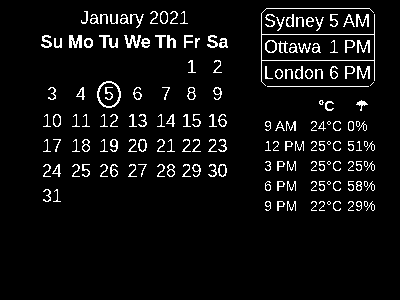 January 2021
Su Mo Tu We Th Fr Sa
1 2
3 4 5 6 7 8 9
10 11 12 13 14 15 16
17 18 19 20 21 22 23
24 25 26 27 28 29 30
31
Sydney 5 AM
Ottawa 1 PM
London 6 PM
°C ☂
9 AM 24°C 0%
12 PM 25°C 51%
3 PM 25°C 25%
6 PM 25°C 58%
9 PM 22°C 29%